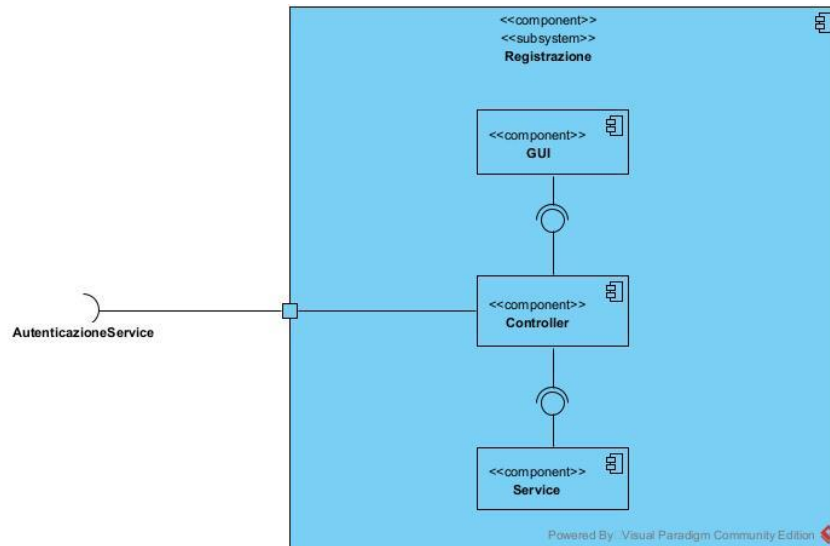 <<component>>
<<subsystem>>
Registrazione
<<component>>
GUI
<<component>>
Controller
AutenticazioneService
<<component>>
Service
Powered By Visual Paradigm Community Edition